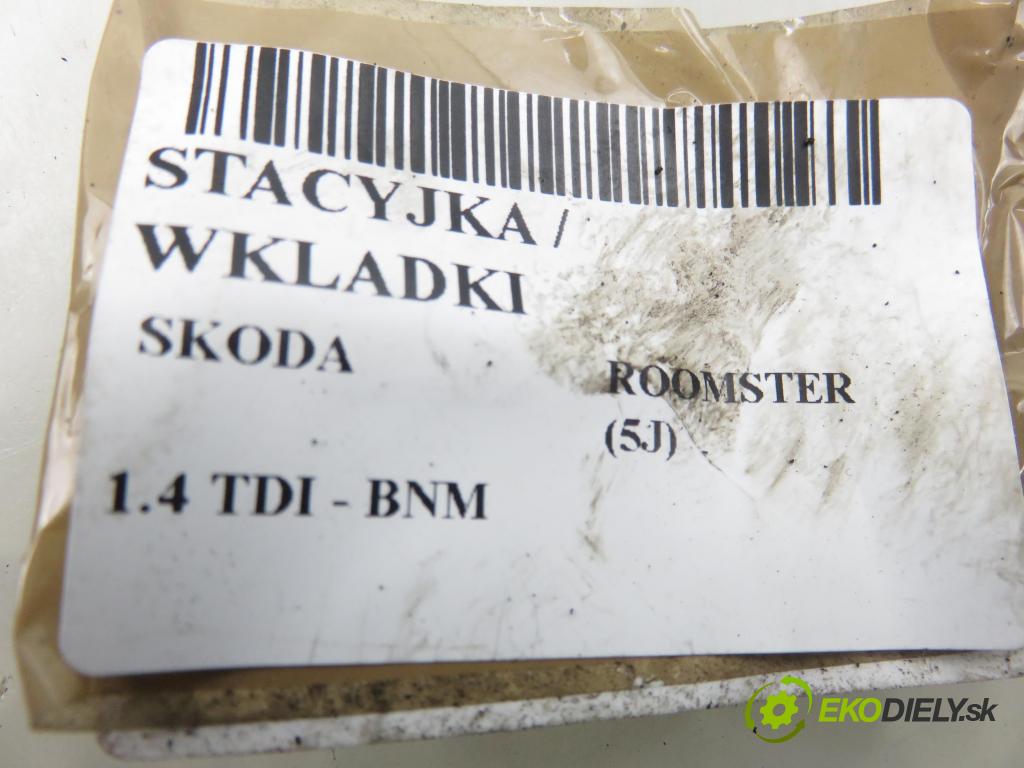 STACYJKA /
WKLADKI
SKODA
ROOMSTER
(5J)
1.4 TDI - BNM
EKODIELY.sk